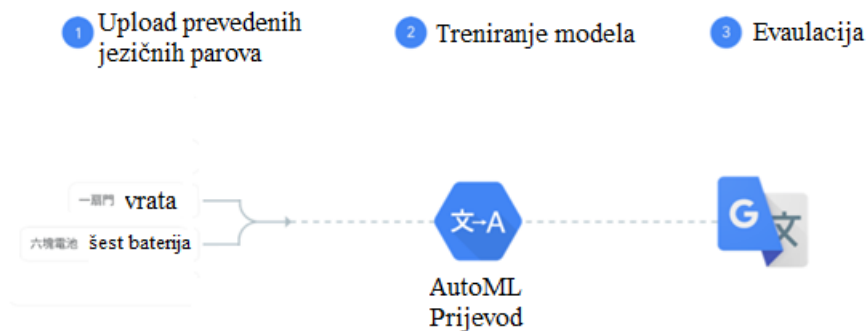 1 Upload prevedenih
jezičnih parova
2 Treniranje modela
3 Evaulacija
一扇門 vrata
六塊電池 šest baterija
文→A
AutoML
Prijevod
G 文